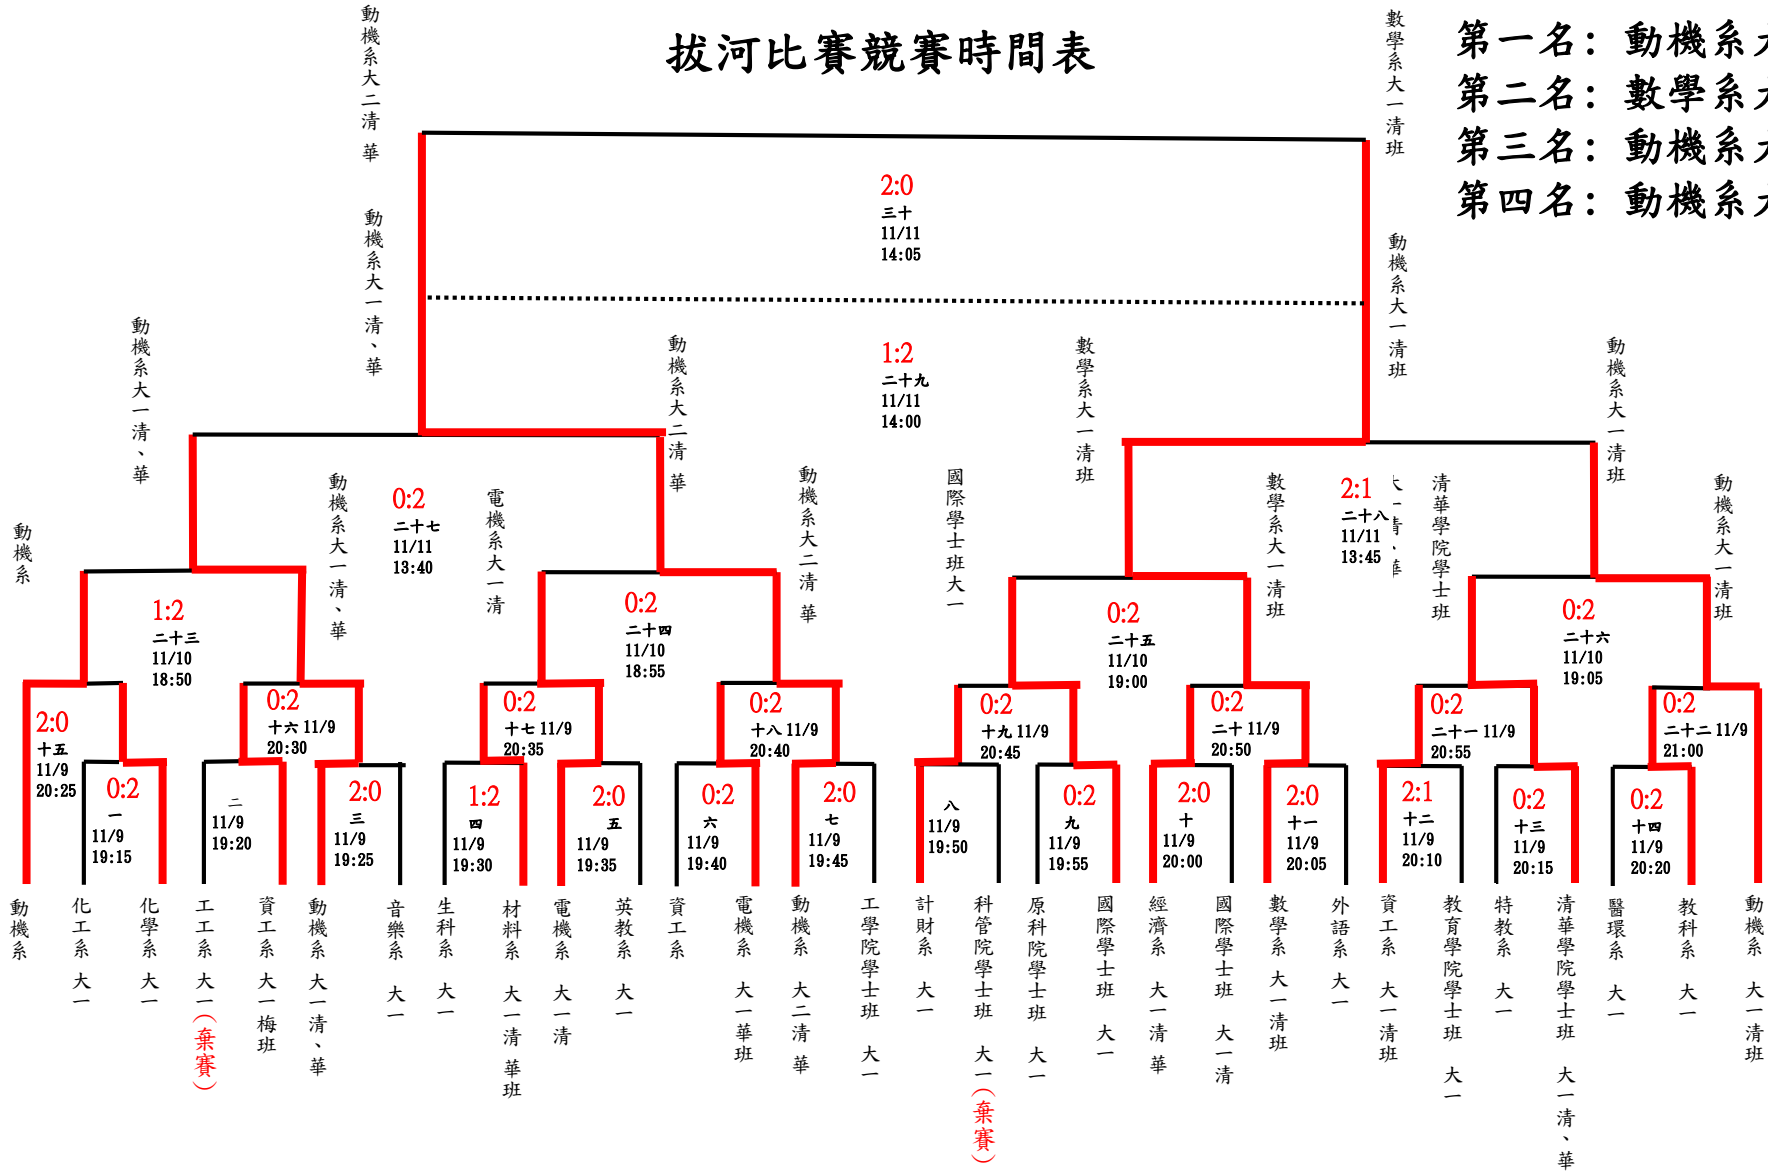 拔河比賽競賽時間表
第一名：動機系
第二名：數學系
第三名：動機系
第四名：動機系
動機系大二清 華
數學系大一清班
2:0
三十
11/11
14:05
動機系大一清、華
動機系大一清班
1:2
二十九
11/11
14:00
動機系大一清、華
動機系大二清 華
數學系大一清班
動機系大一清班
0:2
二十七
11/11
13:40
2:1
二十八
11/11
13:45
動機系
動機系大一清、華
電機系大一清
動機系大二清 華
國際學士班大一
數學系大一清班
清華學院學士班
大一清、華
動機系大一清班
1:2
二十三
11/10
18:50
0:2
二十四
11/10
18:55
0:2
二十五
11/10
19:00
0:2
二十六
11/10
19:05
2:0
十五
11/9
20:25
0:2
十六 11/9
20:30
0:2
十七 11/9
20:35
0:2
十八 11/9
20:40
0:2
十九 11/9
20:45
0:2
二十 11/9
20:50
0:2
二十一 11/9
20:55
0:2
二十二 11/9
21:00
0:2
一
11/9
19:15
二
11/9
19:20
2:0
三
11/9
19:25
1:2
四
11/9
19:30
2:0
五
11/9
19:35
0:2
六
11/9
19:40
2:0
七
11/9
19:45
八
11/9
19:50
0:2
九
11/9
19:55
2:0
十
11/9
20:00
2:0
十一
11/9
20:05
2:1
十二
11/9
20:10
0:2
十三
11/9
20:15
0:2
十四
11/9
20:20
動機系
化工系 大一
化學系 大一
工工系 大一(棄賽)
資工系 大一梅班
動機系 大一清、華
音樂系 大一
生科系 大一
材料系 大一清 華班
電機系 大一清
英教系 大一
資工系
電機系 大一華班
動機系 大二清 華
工學院學士班 大一
計財系 大一
科管院學士班 大一(棄賽)
原科院學士班 大一
國際學士班 大一
經濟系 大一清 華
國際學士班 大一清
數學系 大一清班
外語系 大一
資工系 大一清班
教育學院學士班 大一
特教系 大一
清華學院學士班 大一清、華
醫環系 大一
教科系 大一
動機系 大一清班